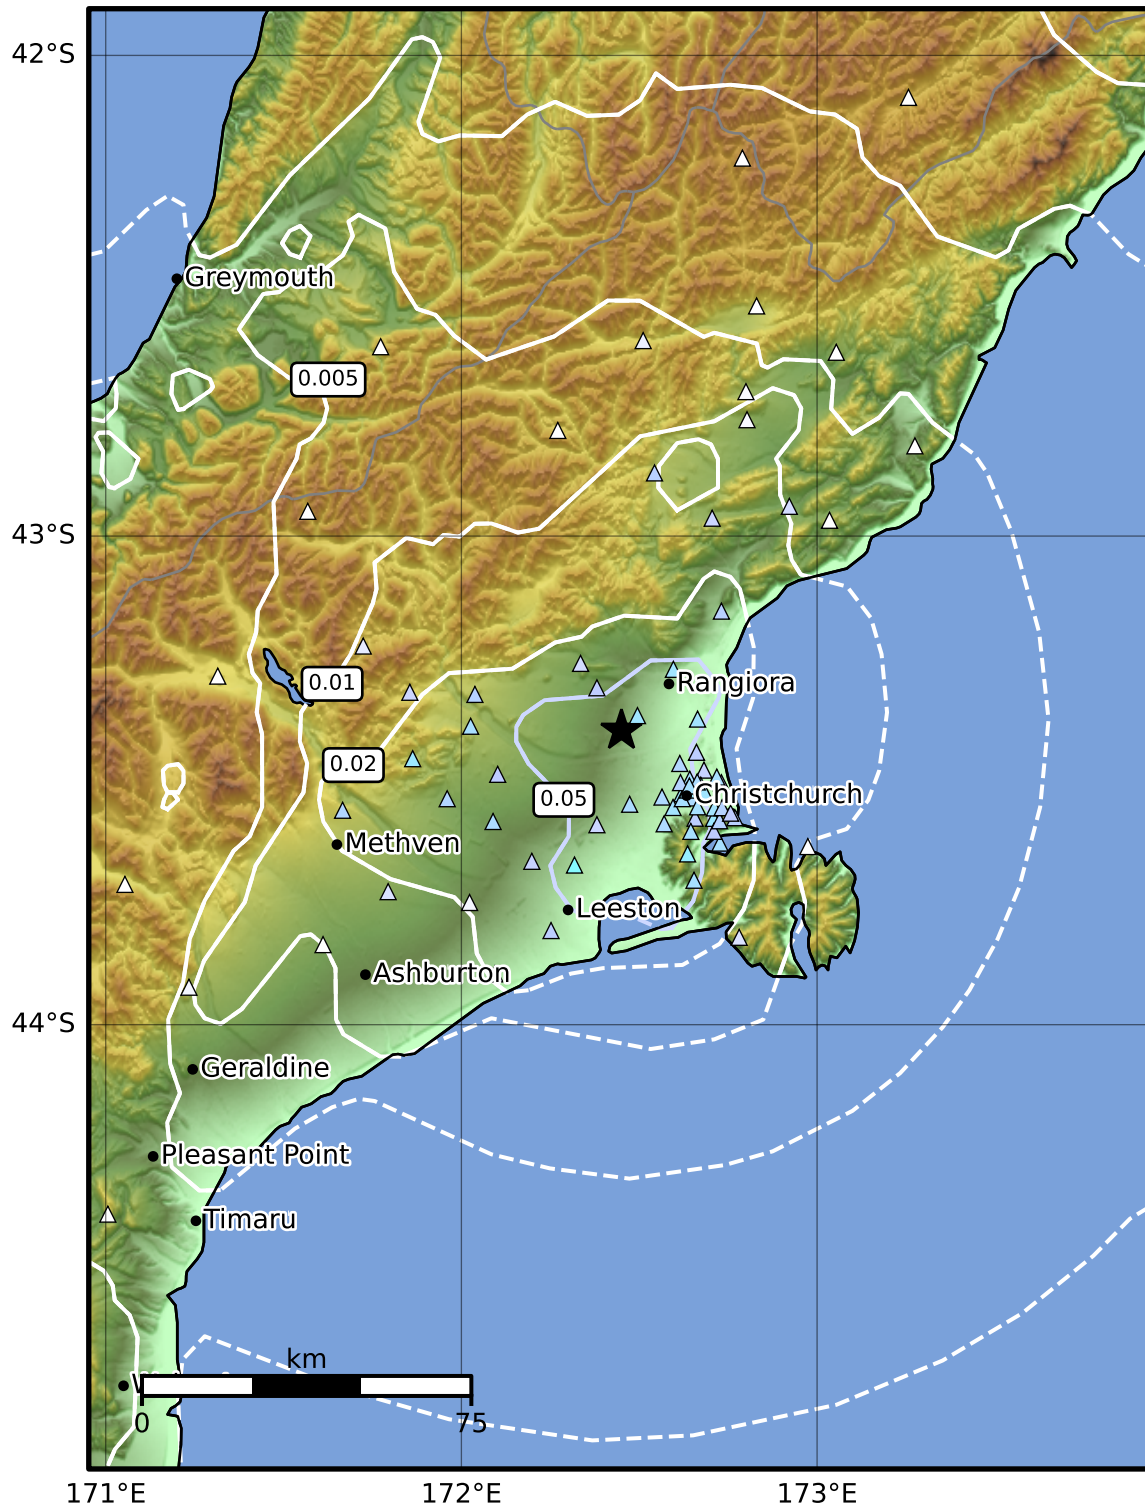 42°S
Greymouth
0.005
43°S
0.01
Rangiora
0.02
0.05
Christchurch
Methven
Leeston
Ashburton
44°S
Geraldine
Pleasant Point
Timaru
km
0
75
171°E
172°E
173°E